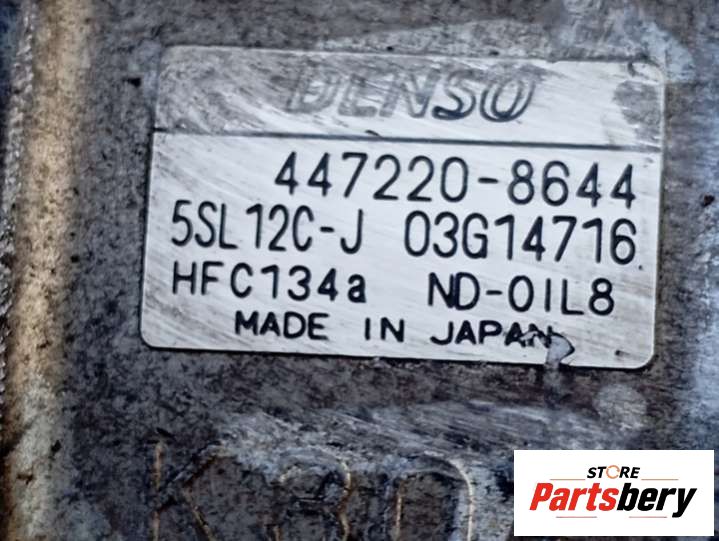 DENSO
447220-8644
5SL12C-J 03G14716
HFC134a ND-OIL8
MADE IN JAPAN
STORE
Partsbery